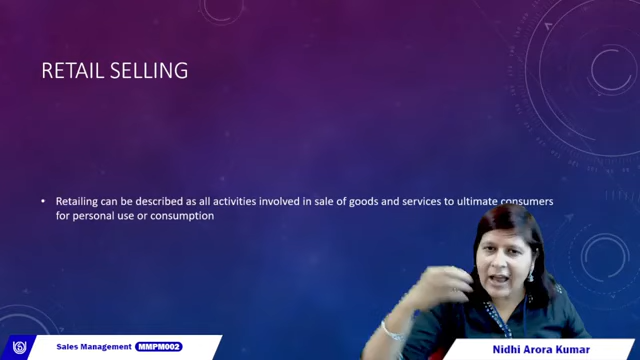 RETAIL SELLING
• Retailing can be described as all activities involved in sale of goods and services to ultimate consumers
for personal use or consumption
Sales Management MMPM002
Nidhi Arora Kumar